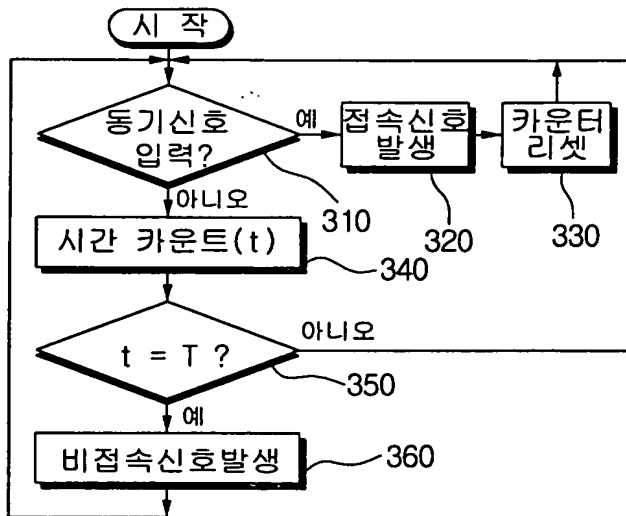 시 작
동기신호
입력?
예
접속신호
발생
카운터
리셋
310
320
330
아니오
시간 카운트(t)
340
t = T ?
아니오
350
예
비접속신호발생
360